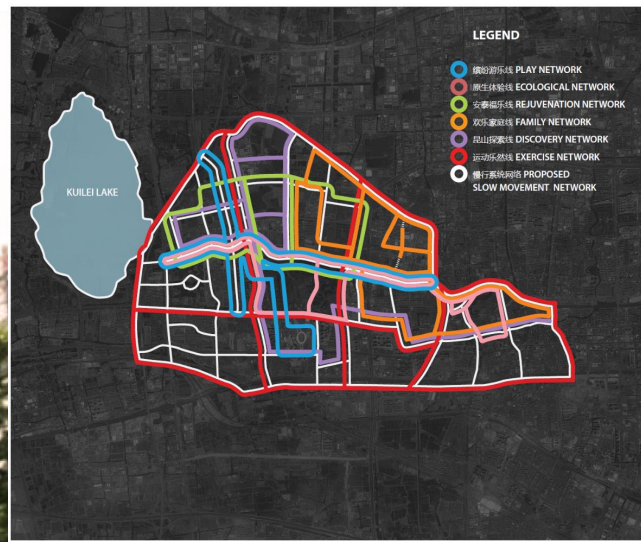 LEGEND
缤纷游乐线 PLAY NETWORK
原生体验线 ECOLOGICAL NETWORK
安泰福乐线 REJUVENATION NETWORK
欢乐家庭线 FAMILY NETWORK
昆山探索线 DISCOVERY NETWORK
运动乐然线 EXERCISE NETWORK
慢行系统网络 PROPOSED
SLOW MOVEMENT NETWORK
KUILEI LAKE